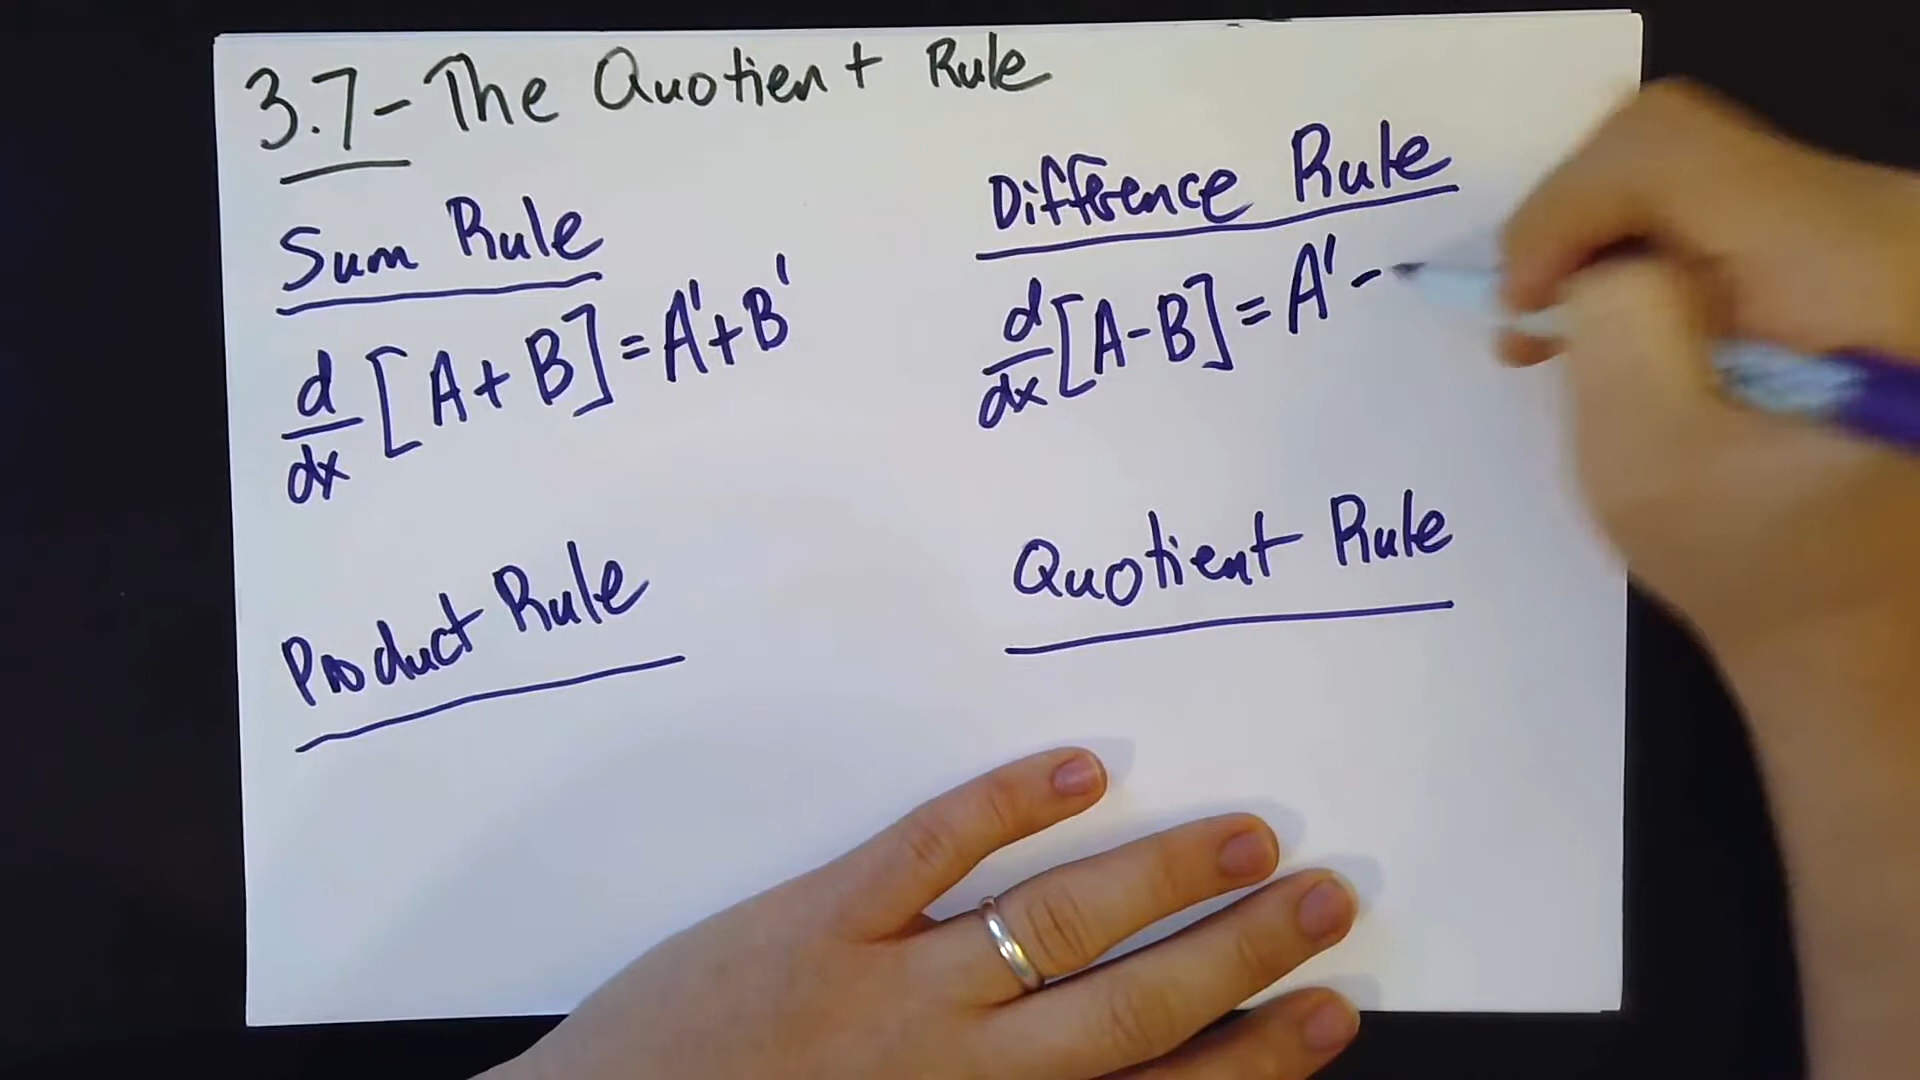 3.7- The Quotient Rule
Sum Rule
d/dx [A + B] = A' + B'
Difference Rule
d/dx [A - B] = A' -
Product Rule
Quotient Rule